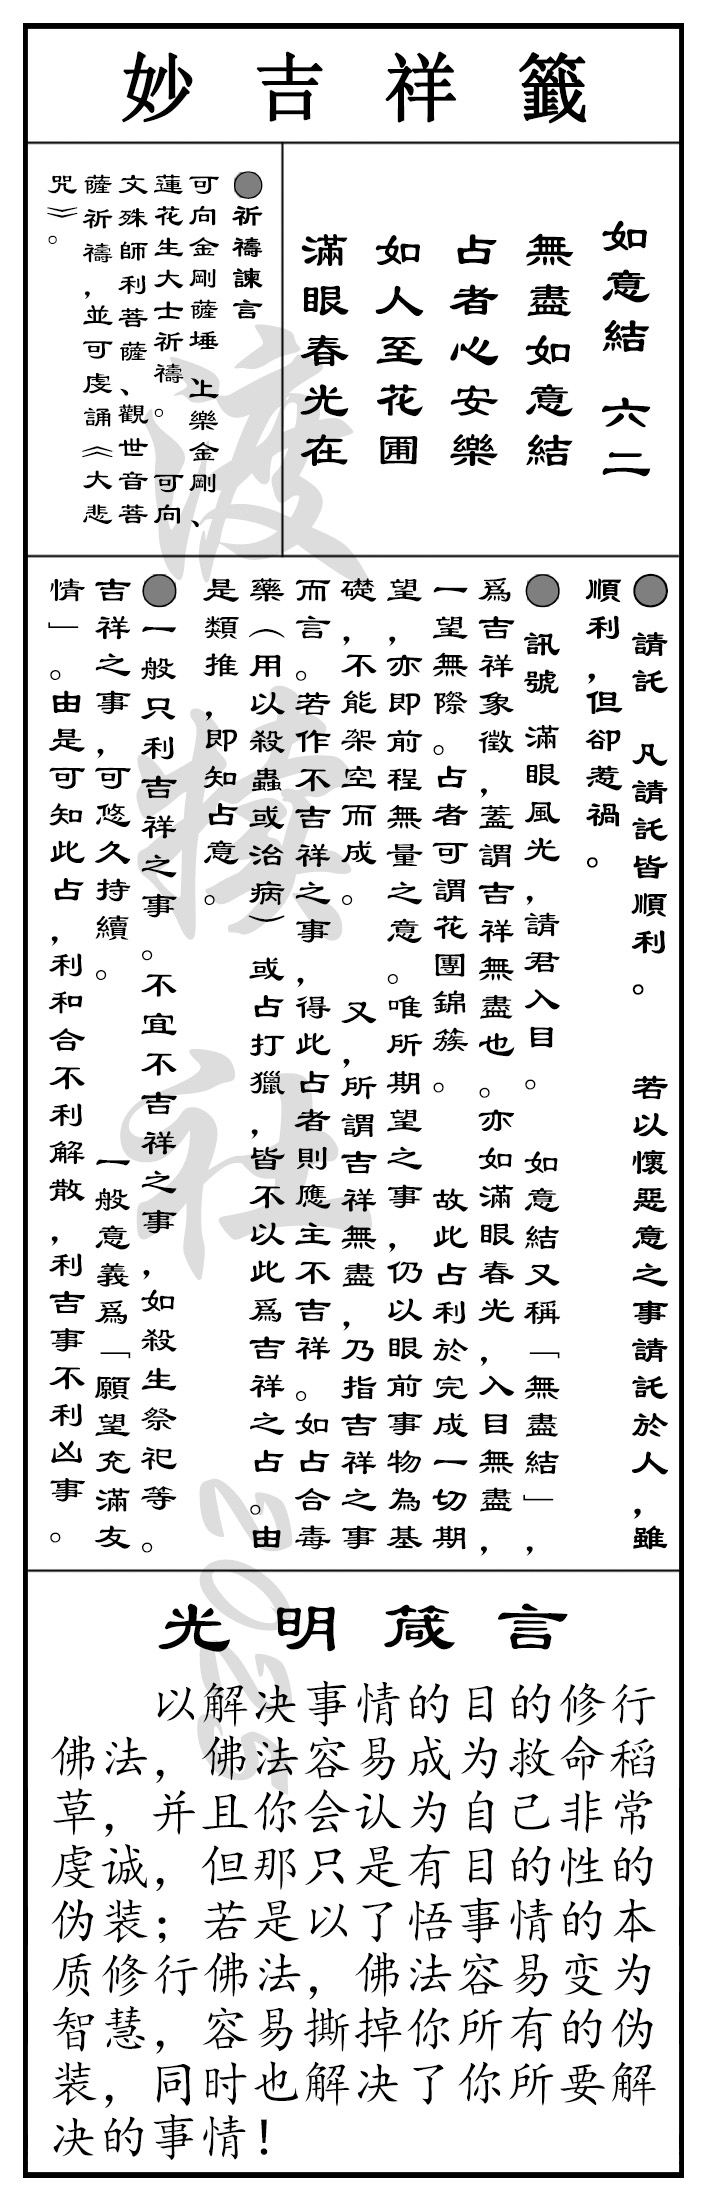 妙吉祥籤
如意結 六二
無盡如意結
占者心安樂
如人至花圃
滿眼春光在
●祈禱諫言
可向金剛薩埵、上樂金剛、
蓮花生大士祈禱。 可向
文殊師利菩薩、觀世音菩
薩祈禱,並可虔誦《大悲
咒》。
● 請託 凡請託皆順利。 若以懷惡意之事請託於人,雖
順利,但卻惹禍。
● 訊號 滿眼風光,請君入目。 如意結又稱「無盡結」,
爲吉祥象徵,蓋謂吉祥無盡也。亦如滿眼春光,入目無盡,
一望無際。占者可謂花團錦簇。 故此占利於完成一切期
望,亦即前程無量之意。唯所期望之事,仍以眼前事物為基
礎,不能架空而成。 又,所謂吉祥無盡,乃指吉祥之事
而言。若作不吉祥之事,得此占者則應主不吉祥。如占合毒
藥(用以殺蟲或治病)或占打獵,皆不以此爲吉祥之占。由
是類推,即知占意。
●一般只利吉祥之事。不宜不吉祥之事,如殺生祭祀等。
吉祥之事,可悠久持續。 一般意義爲「願望充滿友
情」。由是可知此占,利和合不利解散,利吉事不利凶事。
光明箴言
以解决事情的目的修行
佛法，佛法容易成为救命稻
草，并且你会认为自己非常
虔诚，但那只是有目的性的
伪装；若是以了悟事情的本
质修行佛法，佛法容易变为
智慧，容易撕掉你所有的伪
装，同时也解决了你所要解
决的事情！
2025